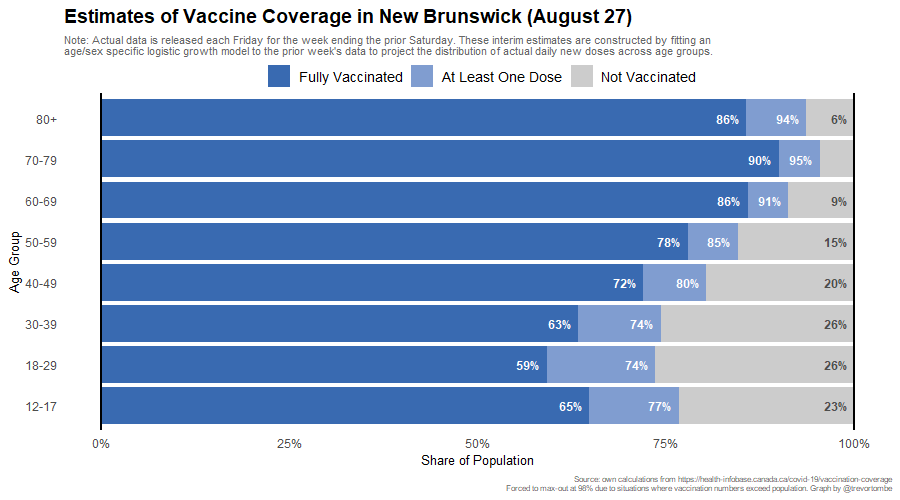 Estimates of Vaccine Coverage in New Brunswick (August 27)
Note: Actual data is released each Friday for the week ending the prior Saturday. These interim estimates are constructed by fitting an
age/sex specific logistic growth model to the prior week's data to project the distribution of actual daily new doses across age groups.
Fully Vaccinated At Least One Dose Not Vaccinated
80+ 86% 94% 6%
70-79 90% 95%
60-69 86% 91% 9%
50-59 78% 85% 15%
Age Group
40-49 72% 80% 20%
30-39 63% 74% 26%
18-29 59% 74% 26%
12-17 65% 77% 23%
0% 25% 50% 75% 100%
Share of Population
Source: own calculations from https://health-infobase.canada.ca/covid-19/vaccination-coverage
Forced to max-out at 98% due to situations where vaccination numbers exceed population. Graph by @trevortombe